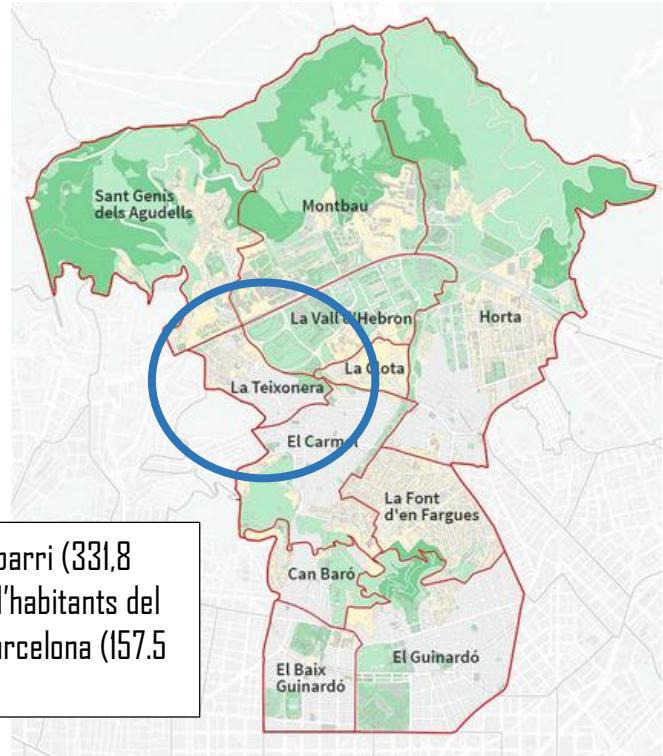 Sant Genís
dels Agudells
Montbau
La Vall d'Hebron
Horta
La Clota
La Teixonera
El Carmel
La Font
d'en Fargues
Can Baró
El Guinardó
El Baix
Guinardó
barri (331,8
d'habitants del
arcelona (157.5